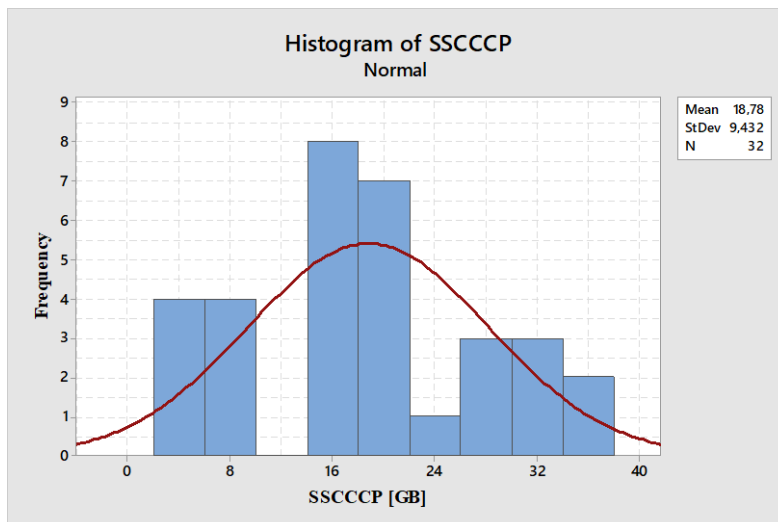 Histogram of SSCCCP
Normal
Mean 18,78
StDev 9,432
N 32
9
8
7
6
5
4
3
2
1
0
Frequency
0 8 16 24 32 40
SSCCCP [GB]